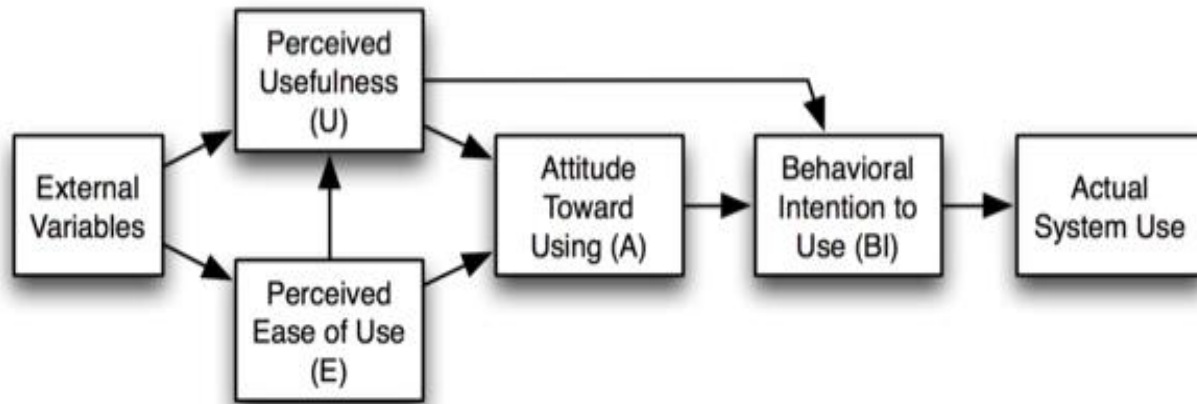 Perceived
Usefulness
(U)
External
Variables
Perceived
Ease of Use
(E)
Attitude
Toward
Using (A)
Behavioral
Intention to
Use (BI)
Actual
System Use